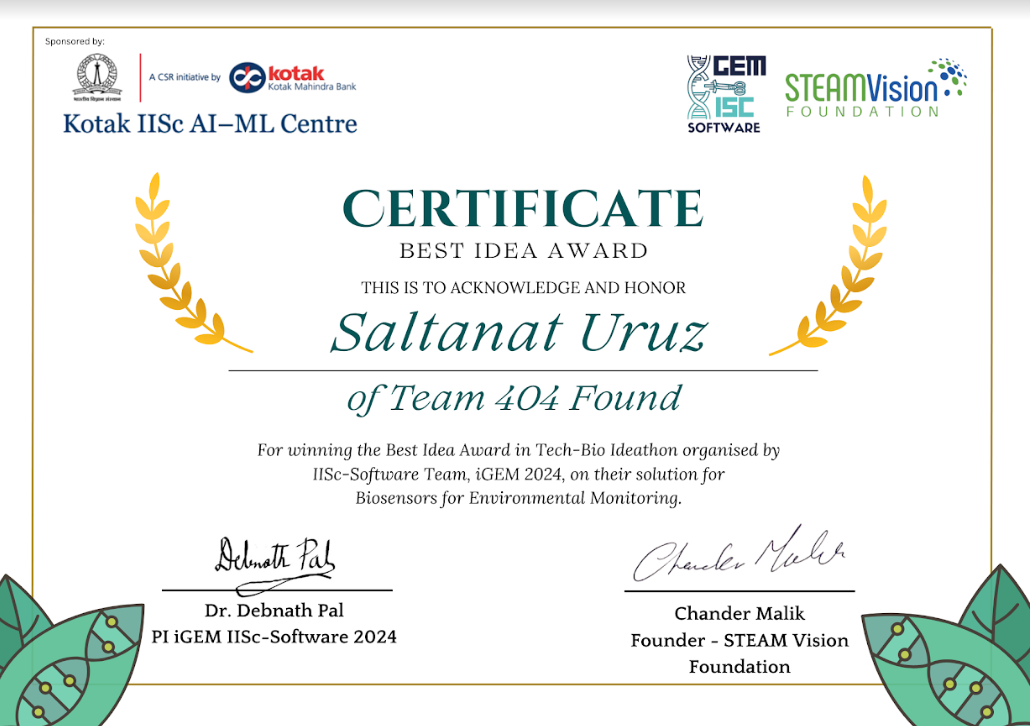 Sponsored by:
A CSR initiative by
kotak
Kotak Mahindra Bank
Kotak IISc AI–ML Centre
iGEM
ISC
SOFTWARE
STEAMVision
FOUNDATION
CERTIFICATE
BEST IDEA AWARD
THIS IS TO ACKNOWLEDGE AND HONOR
Saltanat Uruz
of Team 404 Found
For winning the Best Idea Award in Tech-Bio Ideathon organised by
IISc-Software Team, iGEM 2024, on their solution for
Biosensors for Environmental Monitoring.
Debnath Pal
Dr. Debnath Pal
PI iGEM IISc-Software 2024
Chander Malik
Chander Malik
Founder - STEAM Vision
Foundation